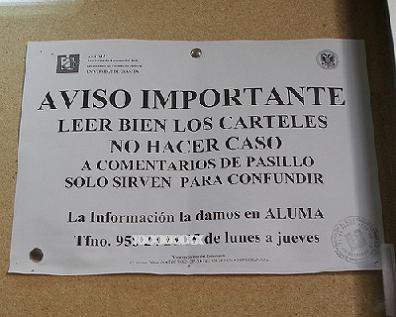 AVISO IMPORTANTE
LEER BIEN LOS CARTELES
NO HACER CASO
A COMENTARIOS DE PASILLO
SOLO SIRVEN PARA CONFUNDIR
La Información la damos en ALUMA
Tfno. de lunes a jueves